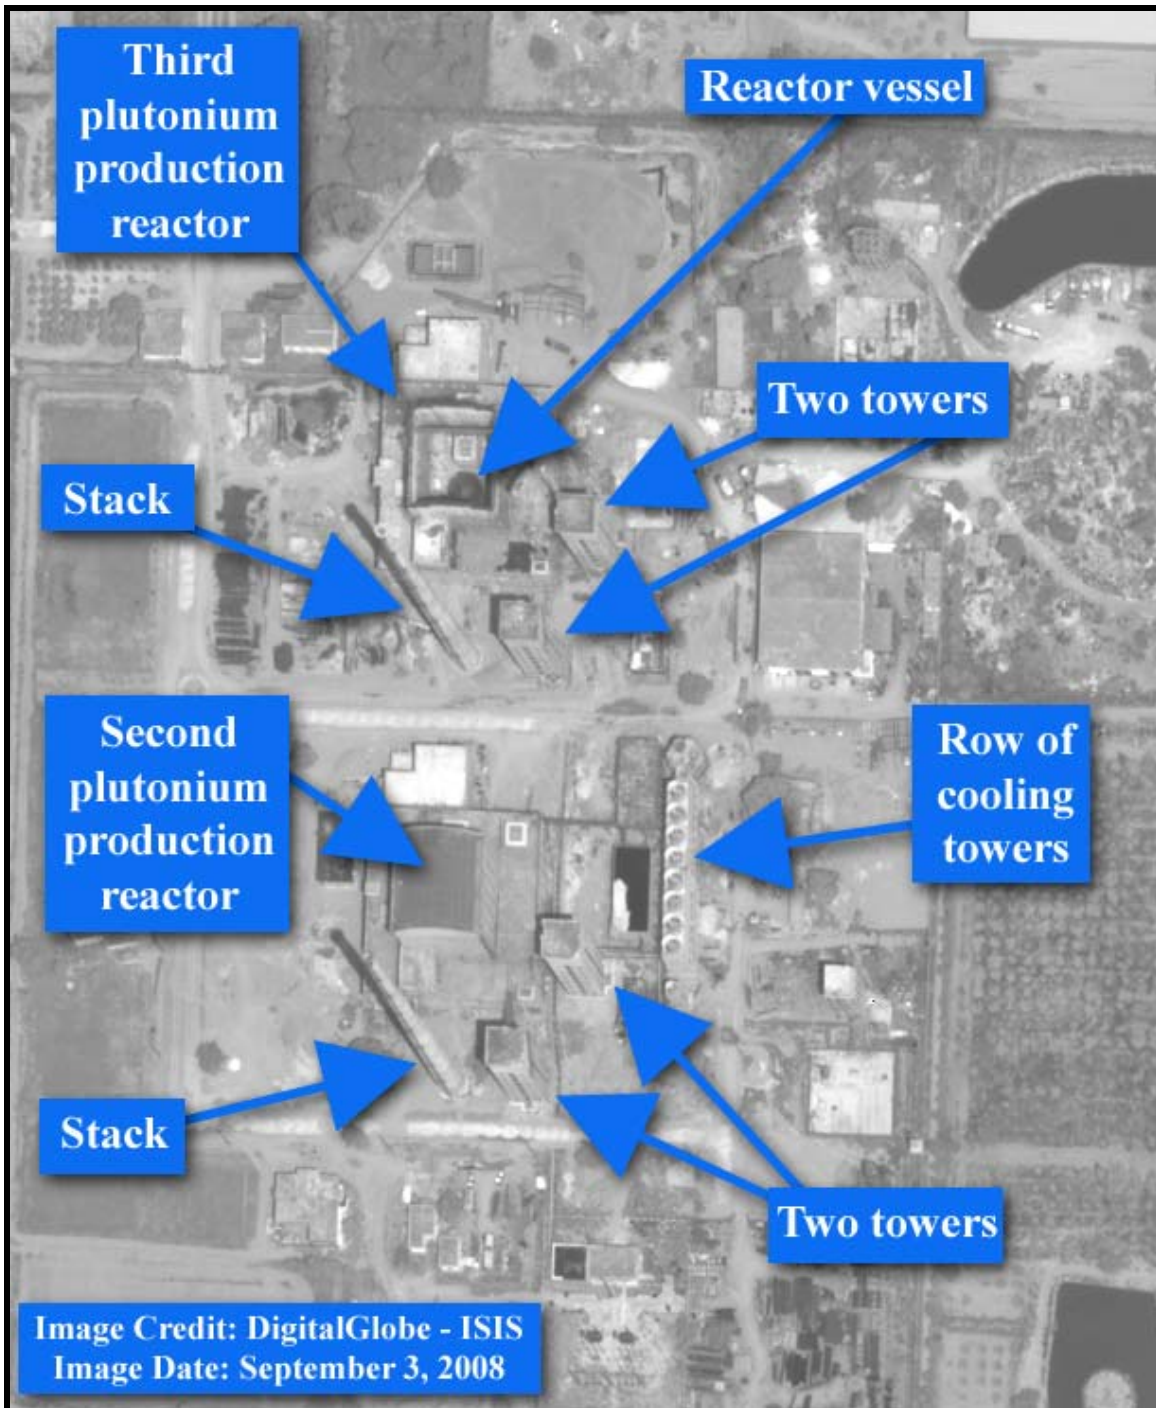 Third
plutonium
production
reactor
Reactor vessel
Two towers
Stack
Second
plutonium
production
reactor
Row of
cooling
towers
Stack
Two towers
Image Credit: DigitalGlobe - ISIS
Image Date: September 3, 2008